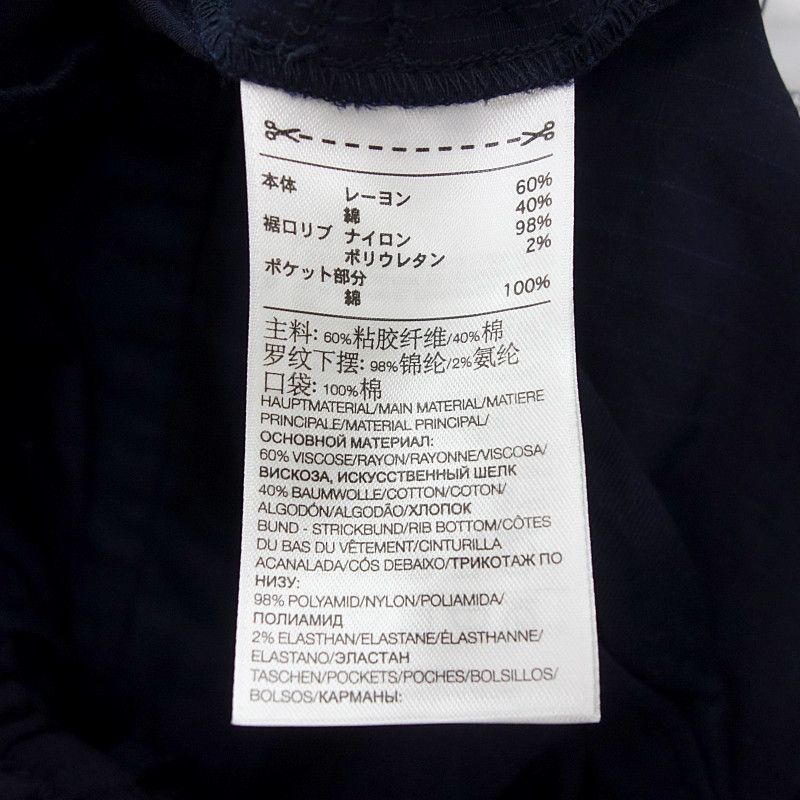 本体 レーヨン 60%
綿 40%
裾口リブ ナイロン 98%
ポリウレタン 2%
ポケット部分
綿 100%
主料: 60%粘胶纤维/40%棉
罗纹下摆: 98%锦纶/2%氨纶
口袋: 100%棉
HAUPTMATERIAL/MAIN MATERIAL/MATIERE
PRINCIPALE/MATERIAL PRINCIPAL/
ОСНОВНОЙ МАТЕРИАЛ:
60% VISCOSE/RAYON/RAYONNE/VISCOSA/
ВИСКОЗА, ИСКУССТВЕННЫЙ ШЕЛК
40% BAUMWOLLE/COTTON/COTON/
ALGODÓN/ALGODÃO/ХЛОПОК
BUND - STRICKBUND/RIB BOTTOM/CÔTES
DU BAS DU VÊTEMENT/CINTURILLA
ACANALADA/CÓS DEBAIXO/ТРИКОТАЖ ПО
НИЗУ:
98% POLYAMID/NYLON/POLIAMIDA/
ПОЛИАМИД
2% ELASTHAN/ELASTANE/ÉLASTHANNE/
ELASTANO/ЭЛАСТАН
TASCHEN/POCKETS/POCHES/BOLSILLOS/
BOLSOS/КАРМАНЫ: